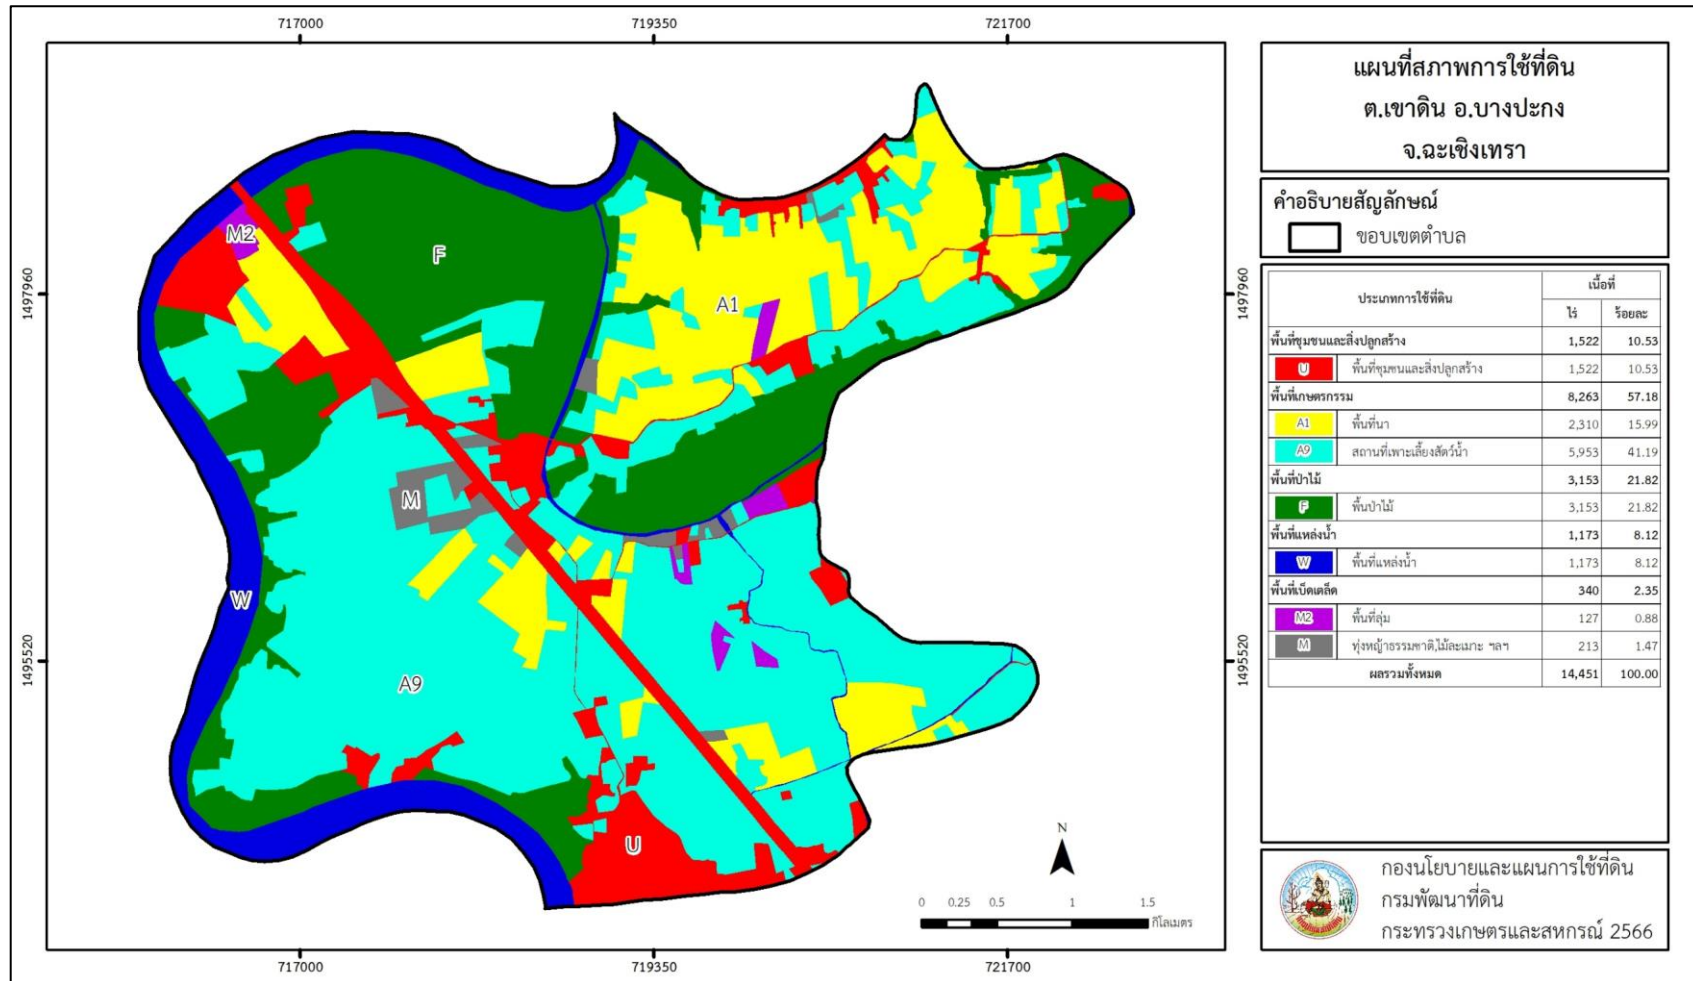 717000 719350 721700
แผนที่สภาพการใช้ที่ดิน
ต.เขาดิน อ.บางปะกง
จ.ฉะเชิงเทรา
คำอธิบายสัญลักษณ์
ขอบเขตตำบล
M2
F
1497960 1497960
A1
M
W
1495520 1495520
A9
U
N
0 0.25 0.5 1 1.5
กิโลเมตร
717000 719350 721700
ประเภทการใช้ที่ดิน เนื้อที่
ไร่ ร้อยละ
พื้นที่ชุมชนและสิ่งปลูกสร้าง 1,522 10.53
U พื้นที่ชุมชนและสิ่งปลูกสร้าง 1,522 10.53
พื้นที่เกษตรกรรม 8,263 57.18
A1 พื้นที่นา 2,310 15.99
A9 สถานที่เพาะเลี้ยงสัตว์น้ำ 5,953 41.19
พื้นที่ป่าไม้ 3,153 21.82
F พื้นป่าไม้ 3,153 21.82
พื้นที่แหล่งน้ำ 1,173 8.12
W พื้นที่แหล่งน้ำ 1,173 8.12
พื้นที่เบ็ดเตล็ด 340 2.35
M2 พื้นที่ลุ่ม 127 0.88
M ทุ่งหญ้าธรรมชาติ,ไม้ละเมาะ ฯลฯ 213 1.47
ผลรวมทั้งหมด 14,451 100.00
กองนโยบายและแผนการใช้ที่ดิน
กรมพัฒนาที่ดิน
กระทรวงเกษตรและสหกรณ์ 2566